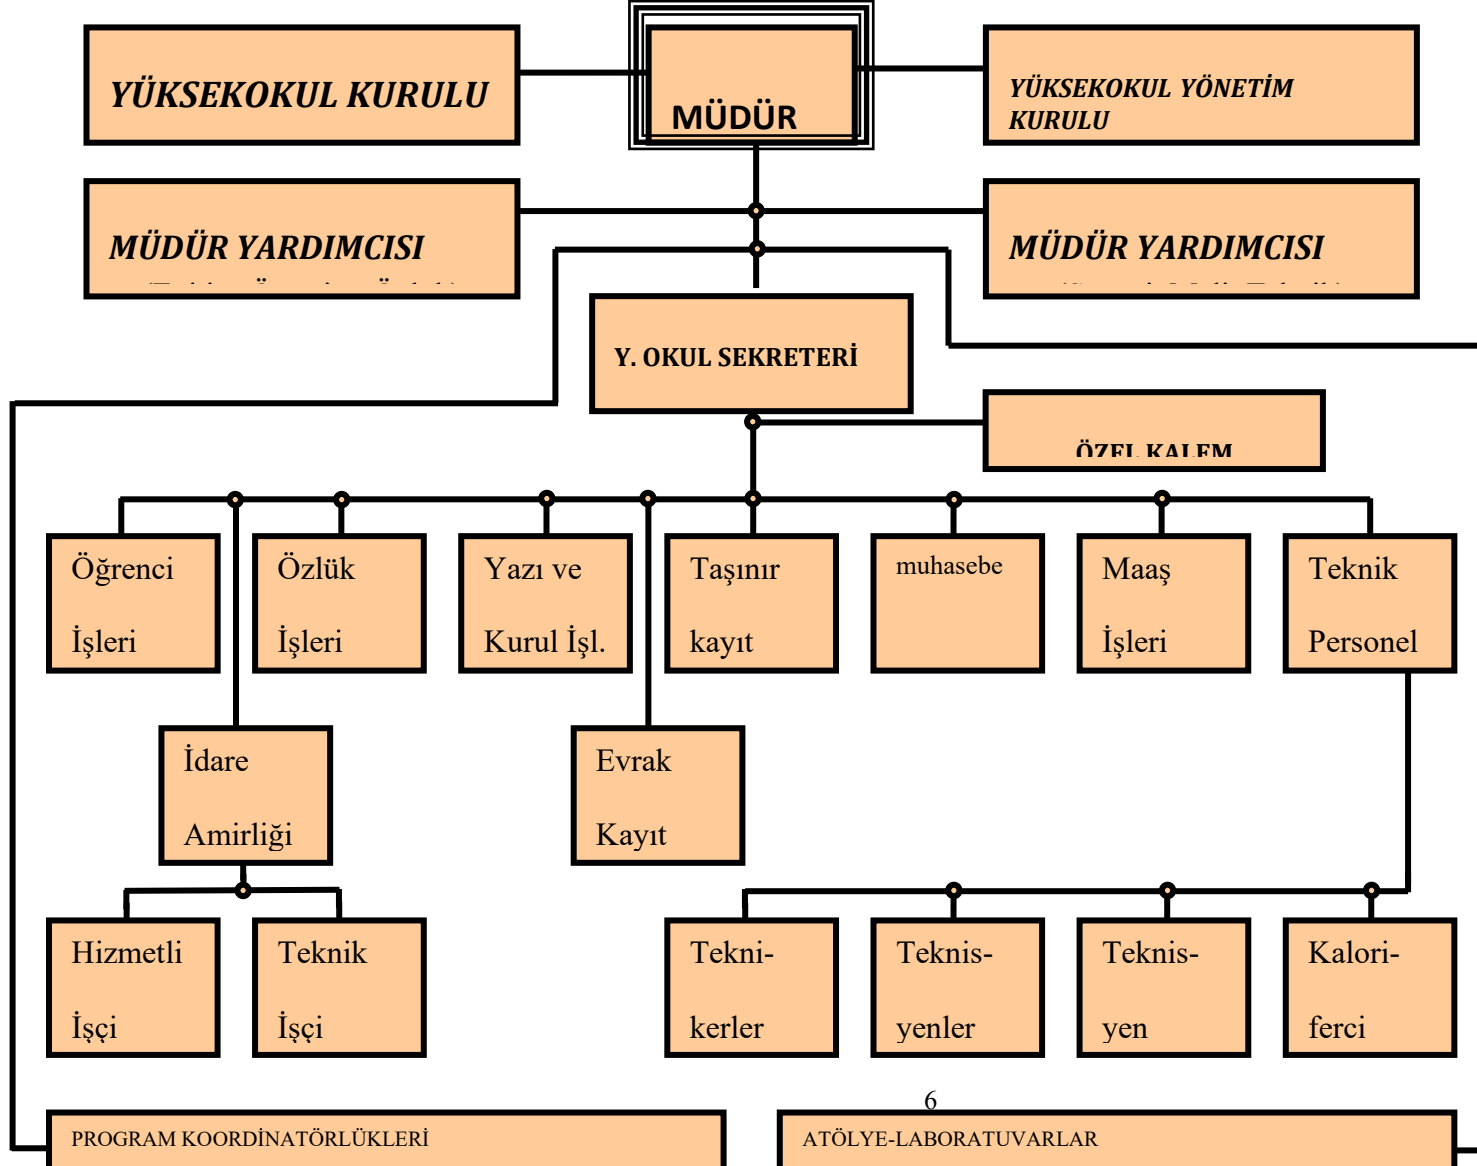 YÜKSEKOKUL KURULU
MÜDÜR
YÜKSEKOKUL YÖNETİM
KURULU
MÜDÜR YARDIMCISI
MÜDÜR YARDIMCISI
Y. OKUL SEKRETERİ
ÖZEL KALEM
Öğrenci
İşleri
Özlük
İşleri
Yazı ve
Kurul İşl.
Taşınır
kayıt
muhasebe
Maaş
İşleri
Teknik
Personel
İdare
Amirliği
Evrak
Kayıt
Hizmetli
İşçi
Teknik
İşçi
Tekni-
kerler
Teknis-
yenler
Teknis-
yen
Kalori-
ferci
6
PROGRAM KOORDİNATÖRLÜKLERİ
ATÖLYE-LABORATUVARLAR